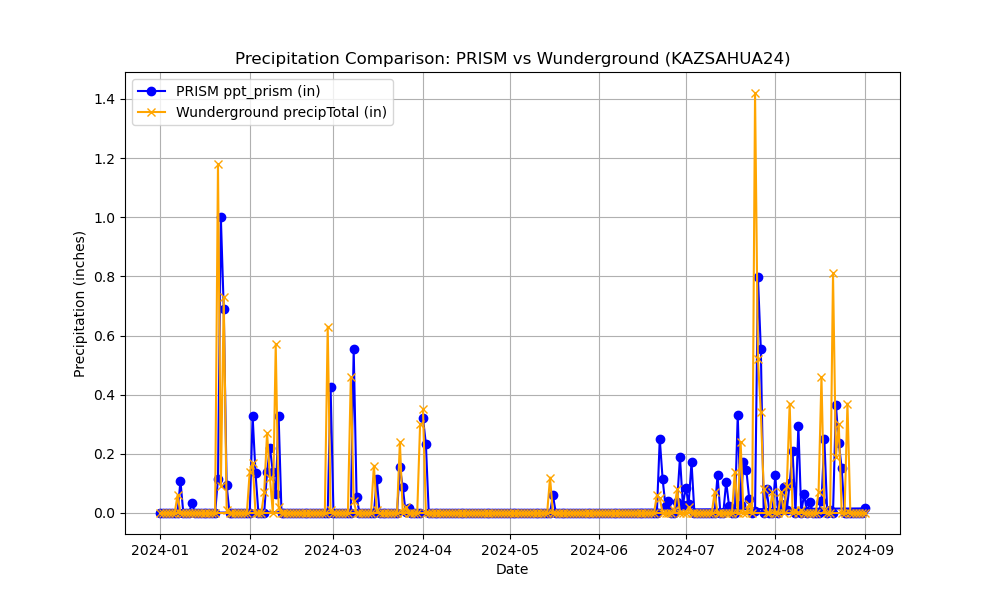 Precipitation Comparison: PRISM vs Wunderground (KAZSAHUA24)
PRISM ppt_prism (in)
Wunderground precipTotal (in)
1.4
1.2
1.0
0.8
0.6
0.4
0.2
0.0
Precipitation (inches)
2024-01 2024-02 2024-03 2024-04 2024-05 2024-06 2024-07 2024-08 2024-09
Date